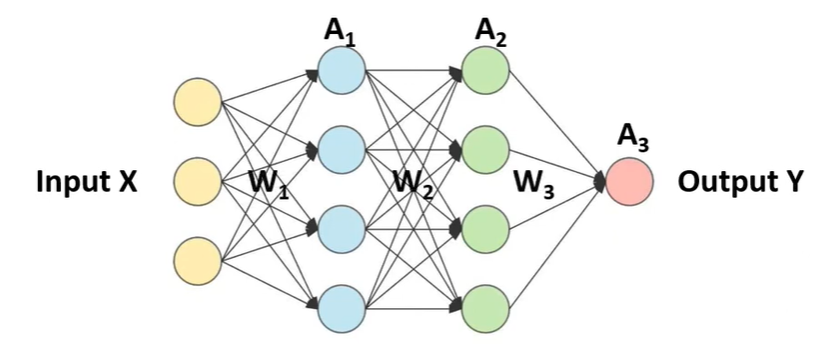 A₁
A₂
A₃
Input X
W₁
W₂
W₃
Output Y